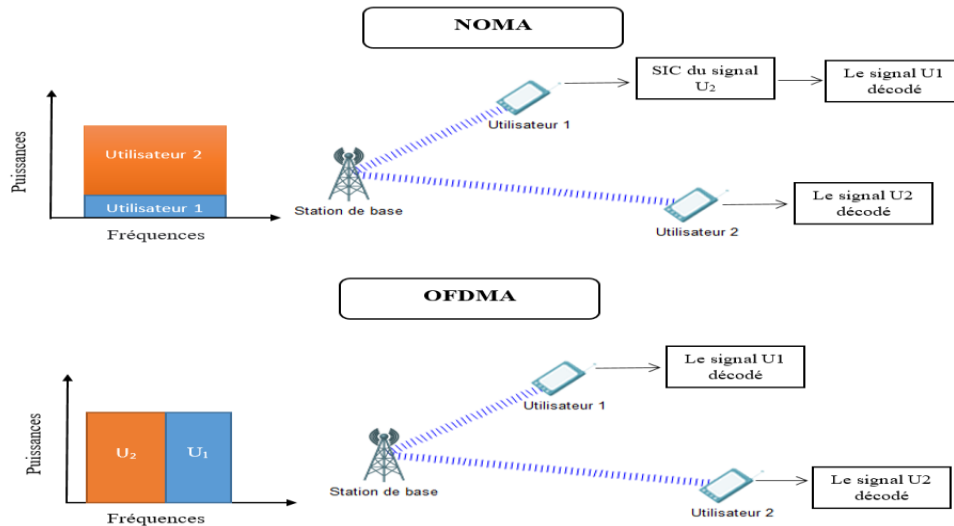 NOMA
SIC du signal
U₂
Le signal U1
décodé
Utilisateur 1
Puissances
Utilisateur 2
Utilisateur 1
Fréquences
Station de base
Le signal U2
décodé
Utilisateur 2
OFDMA
Le signal U1
décodé
Utilisateur 1
Puissances
U₂
U₁
Fréquences
Station de base
Le signal U2
décodé
Utilisateur 2